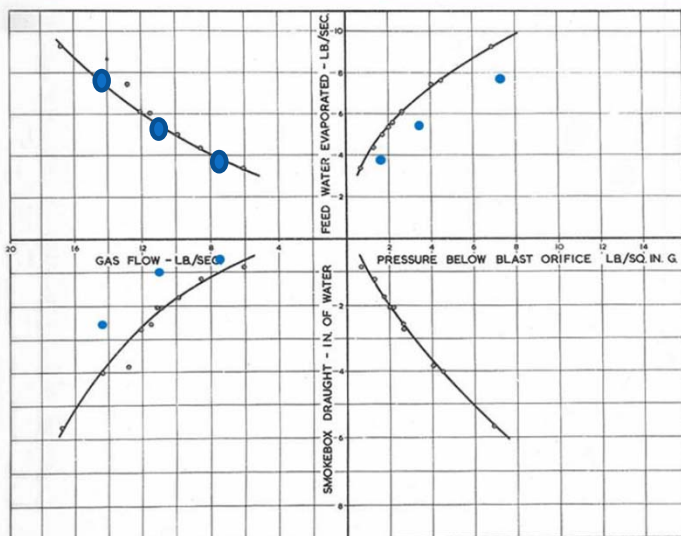 FEED WATER EVAPORATED - LB./SEC.
10
8
6
4
2
20 16 12 8 4
GAS FLOW - LB/SEC.
2 4 6 8 10 12 14
PRESSURE BELOW BLAST ORIFICE LB/SQ.IN.G.
SMOKEBOX DRAUGHT - IN. OF WATER
2
4
6
8